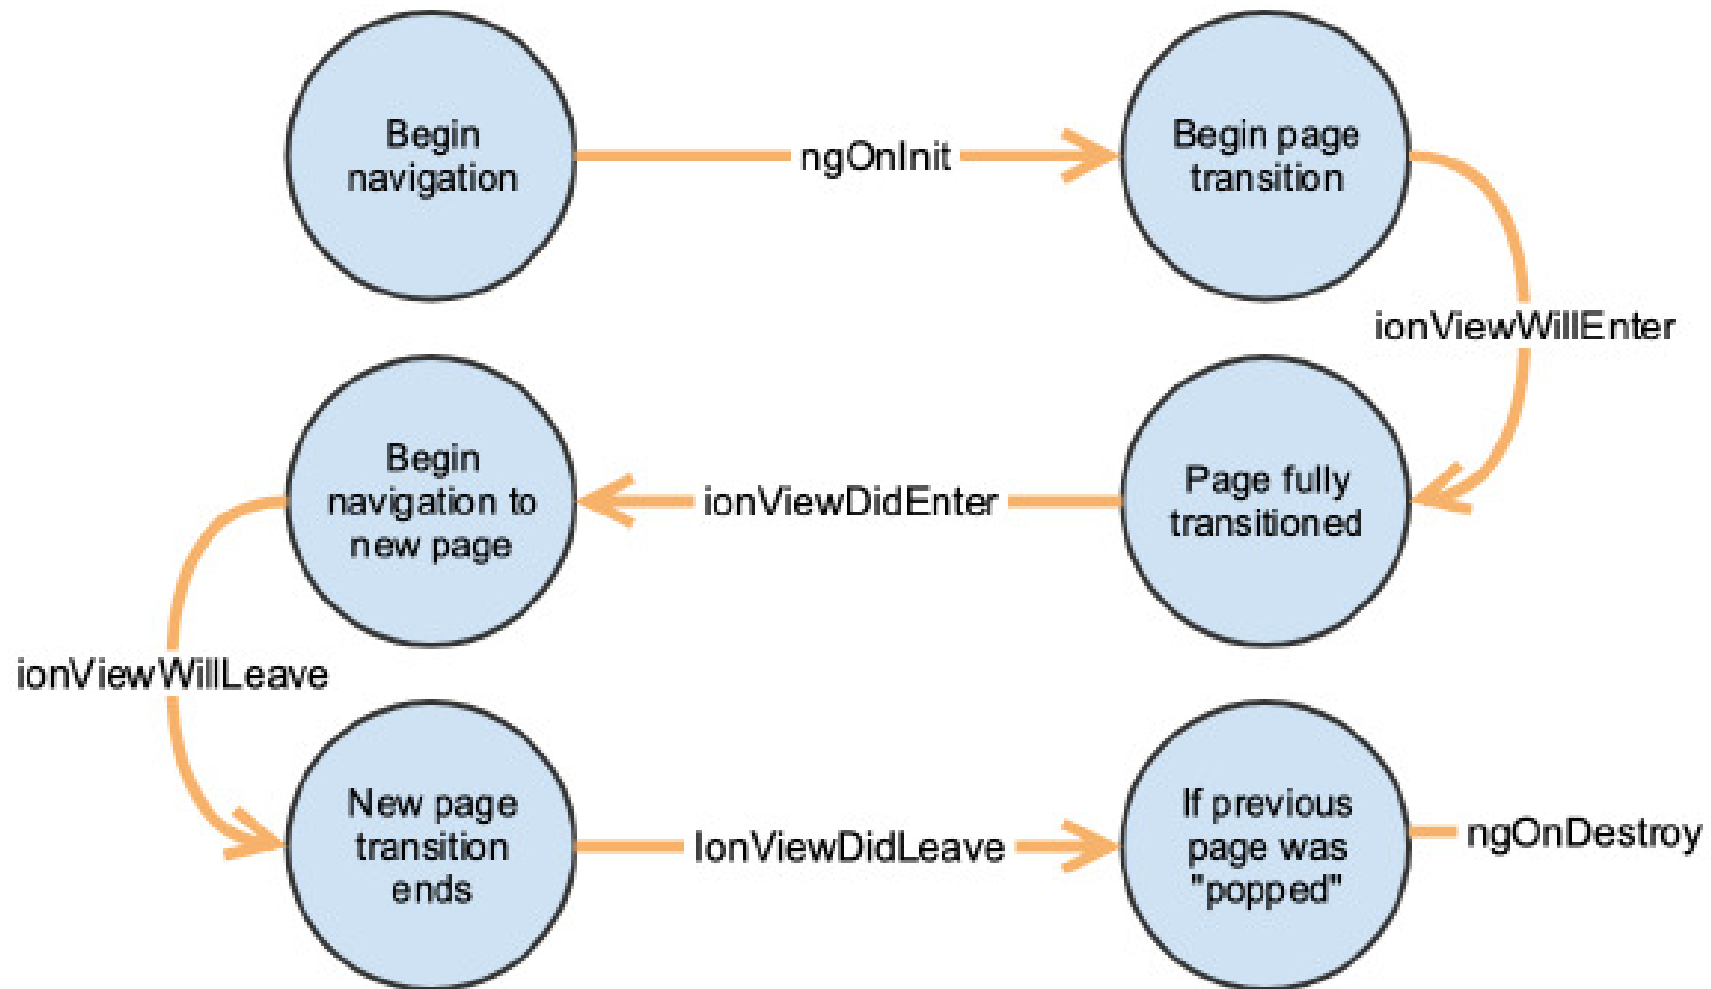 Begin
navigation
ngOnInit
Begin page
transition
ionViewWillEnter
Page fully
transitioned
ionViewDidEnter
Begin
navigation to
new page
ionViewWillLeave
New page
transition
ends
IonViewDidLeave
If previous
page was
"popped"
ngOnDestroy